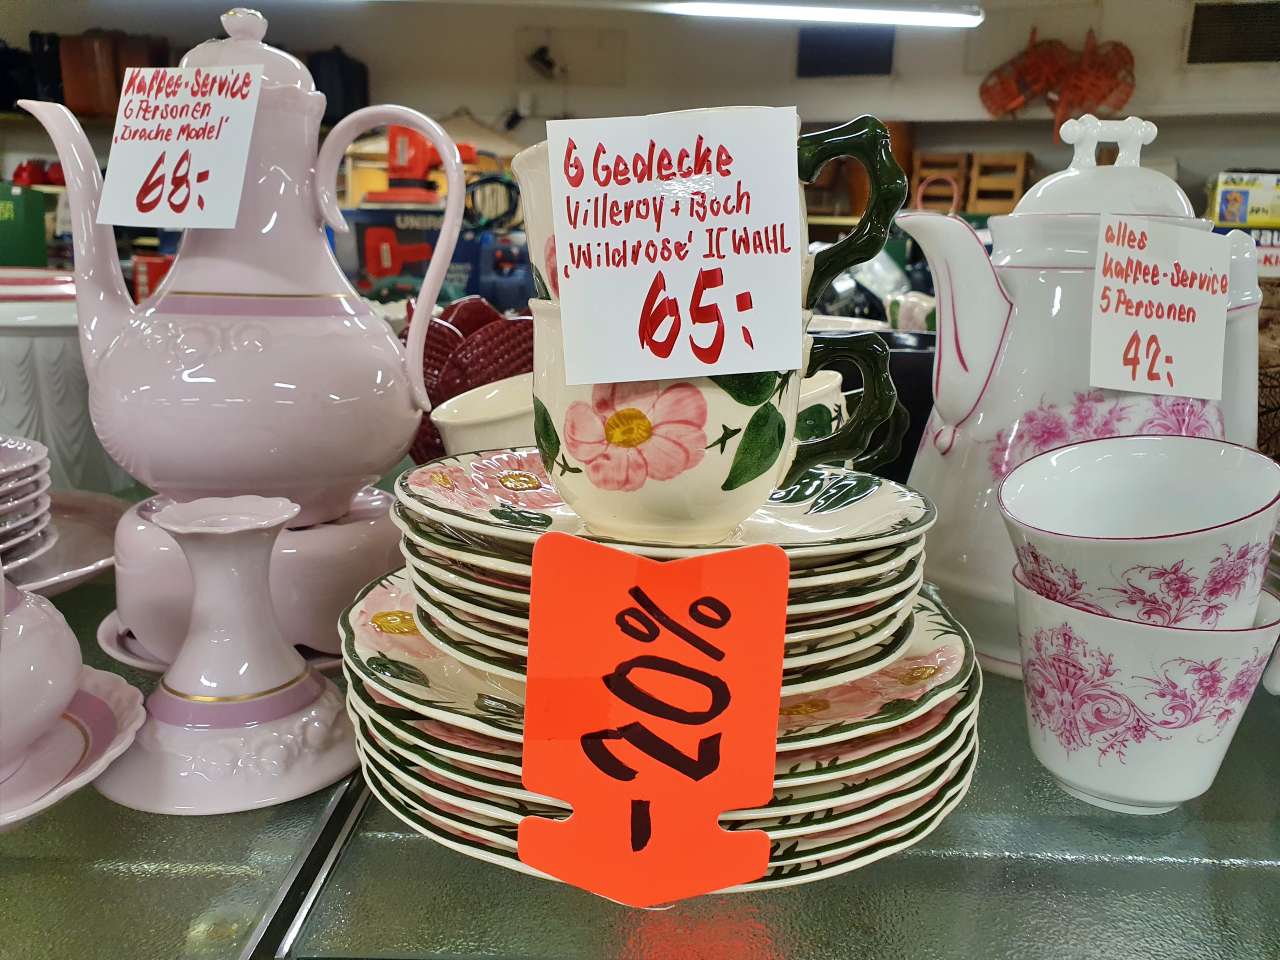 Kaffee-Service
6 Personen
"Drache Model"
68:-
6 Gedecke
Villeroy + Boch
"Wildrose" II WAHL
65:-
-20%
alles
Kaffee-Service
5 Personen
42:-